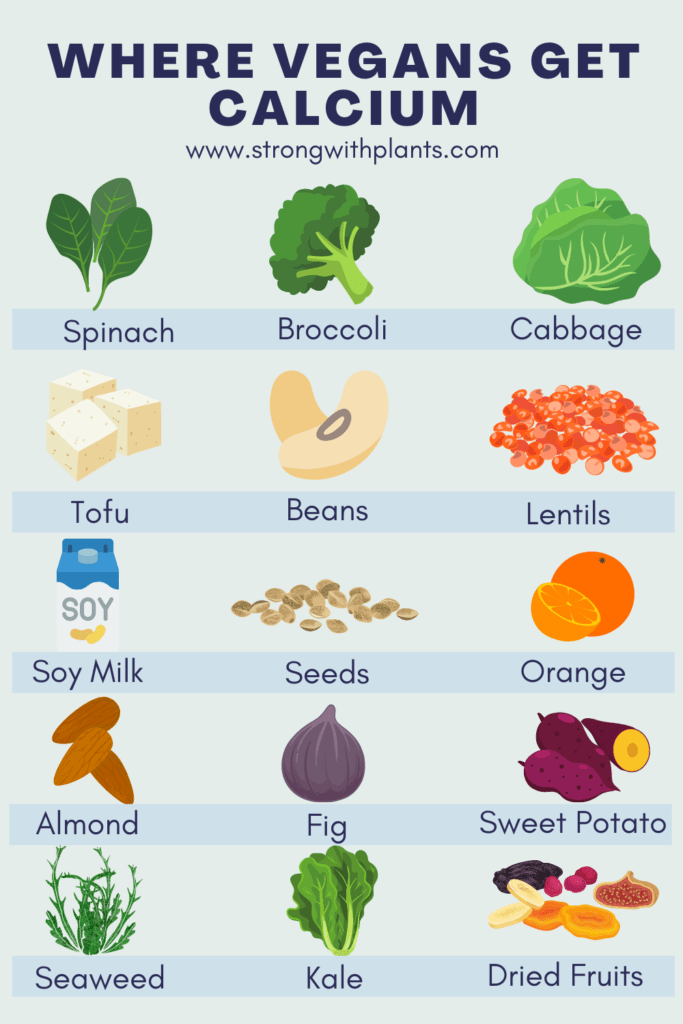 WHERE VEGANS GET
CALCIUM
www.strongwithplants.com
Spinach
Broccoli
Cabbage
Tofu
Beans
Lentils
SOY
Soy Milk
Seeds
Orange
Almond
Fig
Sweet Potato
Seaweed
Kale
Dried Fruits